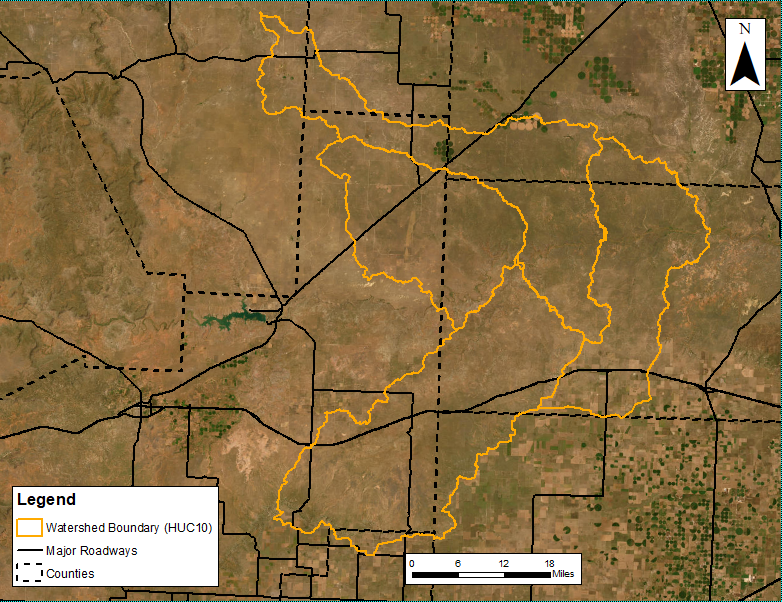 N
Legend
Watershed Boundary (HUC10)
Major Roadways
Counties
0 6 12 18
Miles